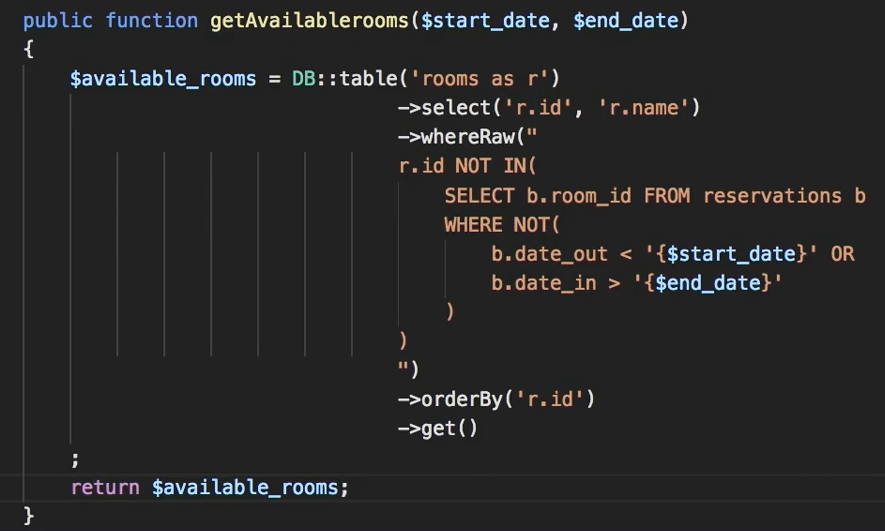 public function getAvailablerooms($start_date, $end_date)
{
$available_rooms = DB::table('rooms as r')
->select('r.id', 'r.name')
->whereRaw("
r.id NOT IN(
SELECT b.room_id FROM reservations b
WHERE NOT(
b.date_out < '{$start_date}' OR
b.date_in > '{$end_date}'
)
)
")
->orderBy('r.id')
->get()
;
return $available_rooms;
}